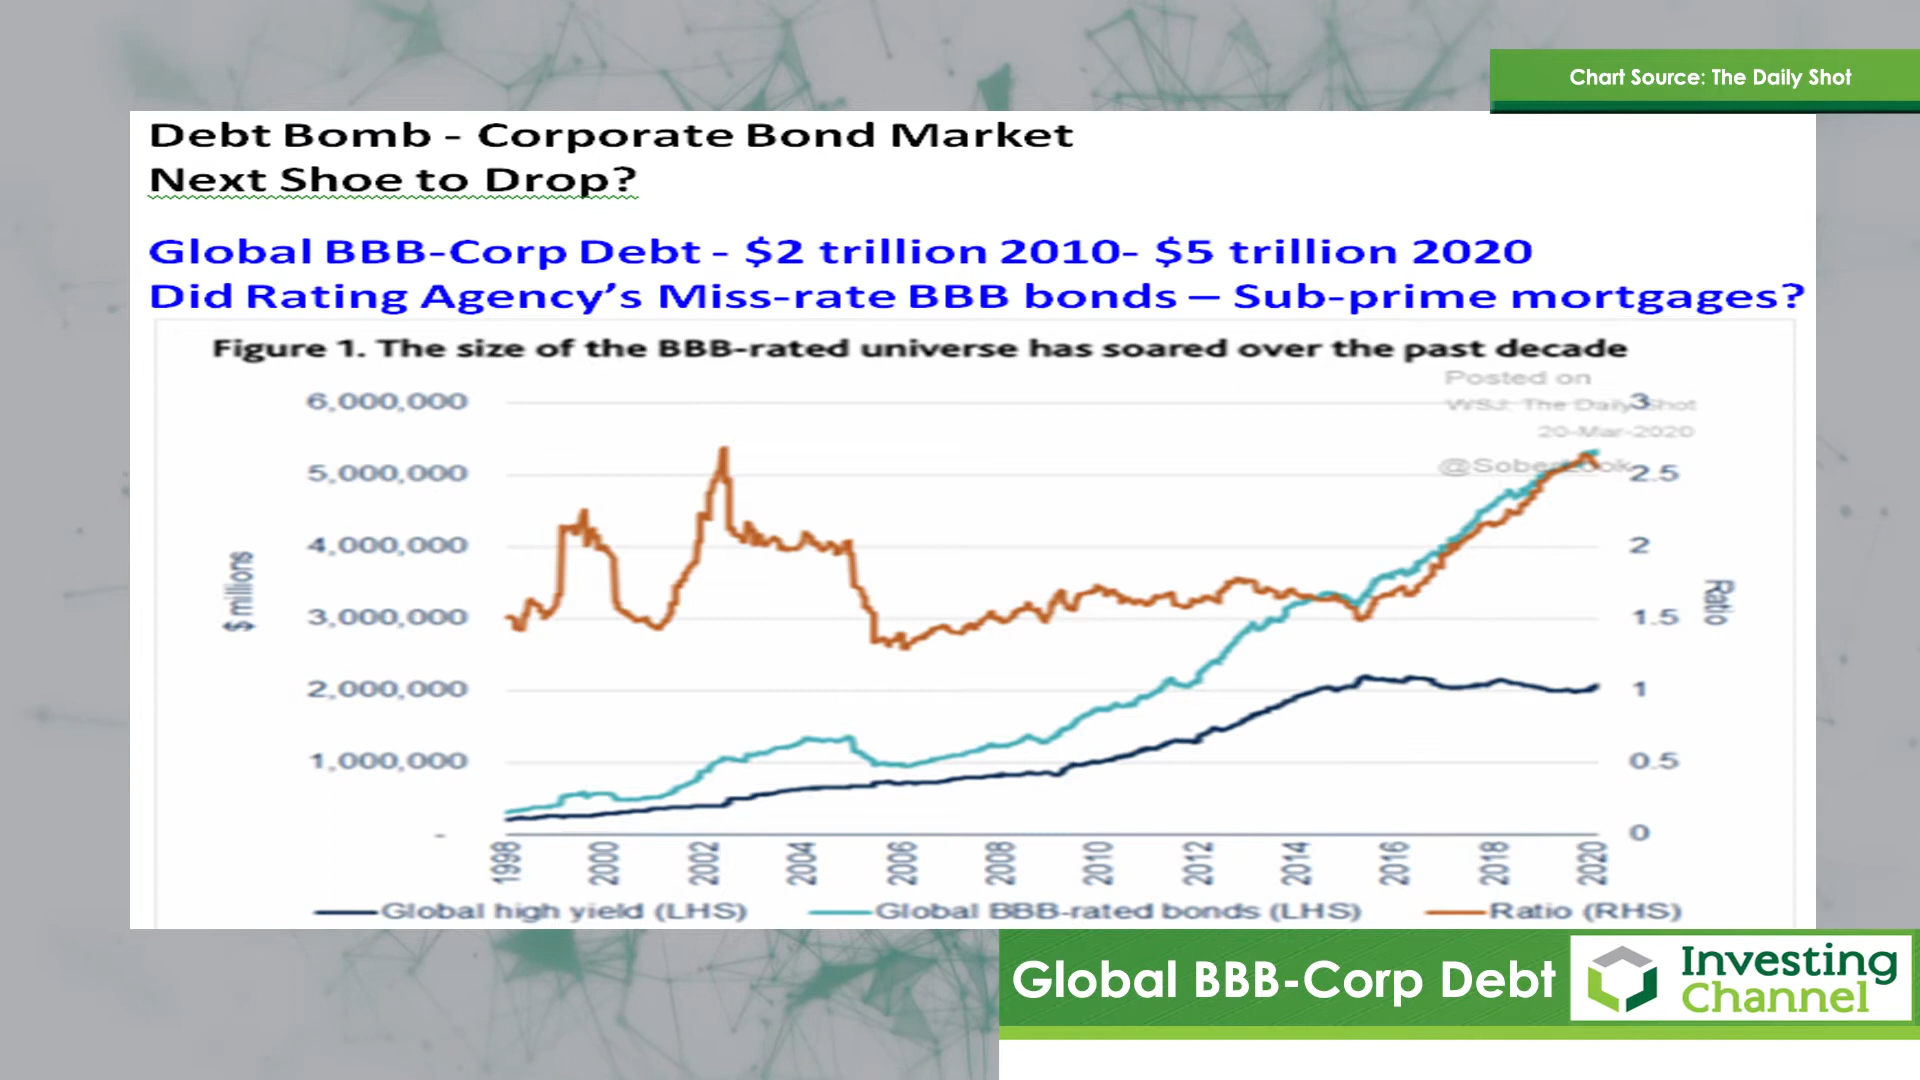 Chart Source: The Daily Shot
Debt Bomb - Corporate Bond Market
Next Shoe to Drop?
Global BBB-Corp Debt - $2 trillion 2010- $5 trillion 2020
Did Rating Agency’s Miss-rate BBB bonds – Sub-prime mortgages?
Figure 1. The size of the BBB-rated universe has soared over the past decade
Posted on
WSJ: The Daily Shot
20-Mar-2020
@SoberLook
6,000,000
5,000,000
4,000,000
3,000,000
2,000,000
1,000,000
-
$ millions
3
2.5
2
1.5
1
0.5
0
Ratio
1998 2000 2002 2004 2006 2008 2010 2012 2014 2016 2018 2020
Global high yield (LHS) Global BBB-rated bonds (LHS) Ratio (RHS)
Global BBB-Corp Debt
Investing
Channel